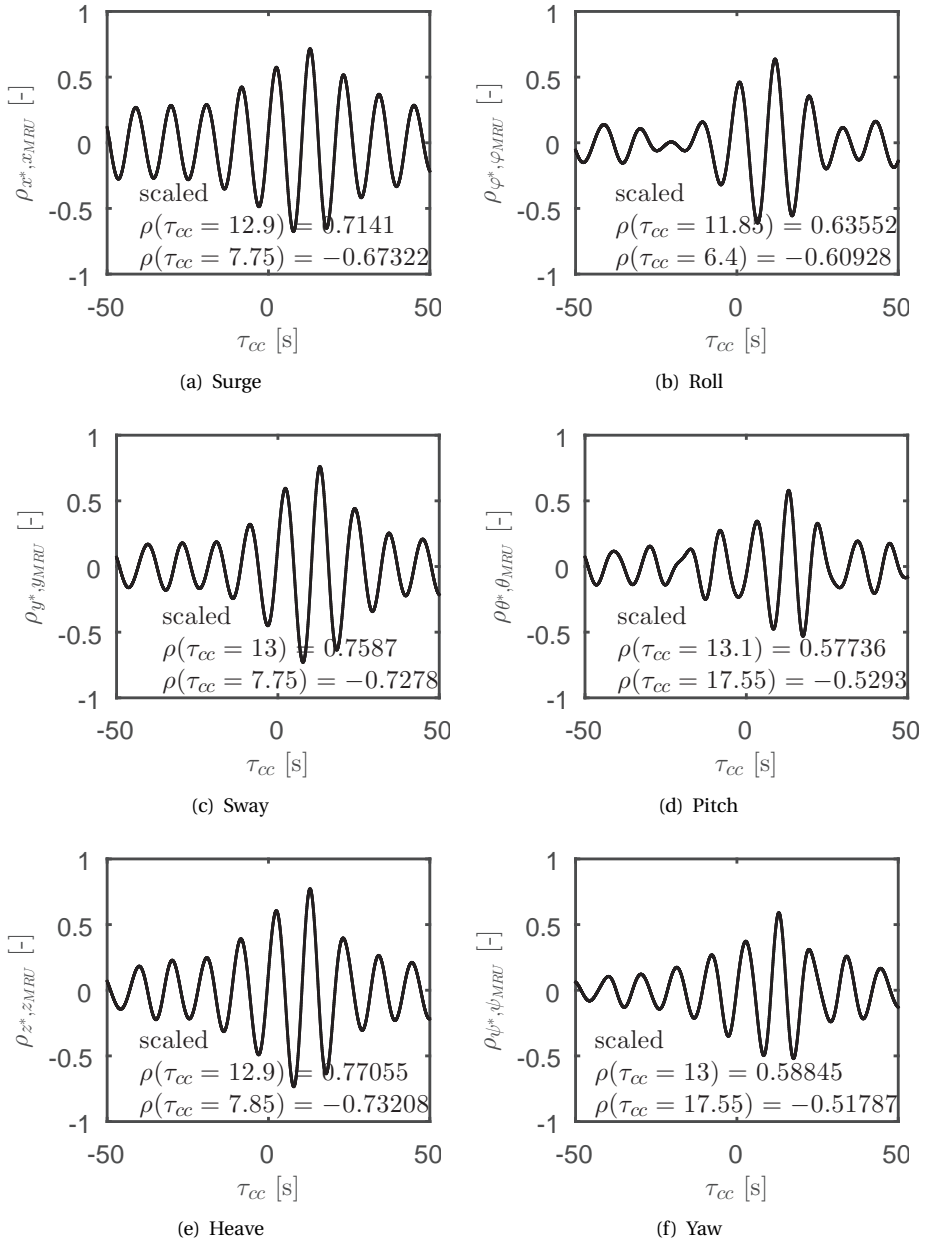 1
0.5
0
-0.5
-1
-50
0
50
ρx*,xMRU [-]
τcc [s]
scaled
ρ(τcc = 12.9) = 0.7141
ρ(τcc = 7.75) = −0.67322
(a) Surge
1
0.5
0
-0.5
-1
-50
0
50
ρφ*,φMRU [-]
τcc [s]
scaled
ρ(τcc = 11.85) = 0.63552
ρ(τcc = 6.4) = −0.60928
(b) Roll
1
0.5
0
-0.5
-1
-50
0
50
ρy*,yMRU [-]
τcc [s]
scaled
ρ(τcc = 13) = 0.7587
ρ(τcc = 7.75) = −0.7278
(c) Sway
1
0.5
0
-0.5
-1
-50
0
50
ρθ*,θMRU [-]
τcc [s]
scaled
ρ(τcc = 13.1) = 0.57736
ρ(τcc = 17.55) = −0.5293
(d) Pitch
1
0.5
0
-0.5
-1
-50
0
50
ρz*,zMRU [-]
τcc [s]
scaled
ρ(τcc = 12.9) = 0.77055
ρ(τcc = 7.85) = −0.73208
(e) Heave
1
0.5
0
-0.5
-1
-50
0
50
ρψ*,ψMRU [-]
τcc [s]
scaled
ρ(τcc = 13) = 0.58845
ρ(τcc = 17.55) = −0.51787
(f) Yaw